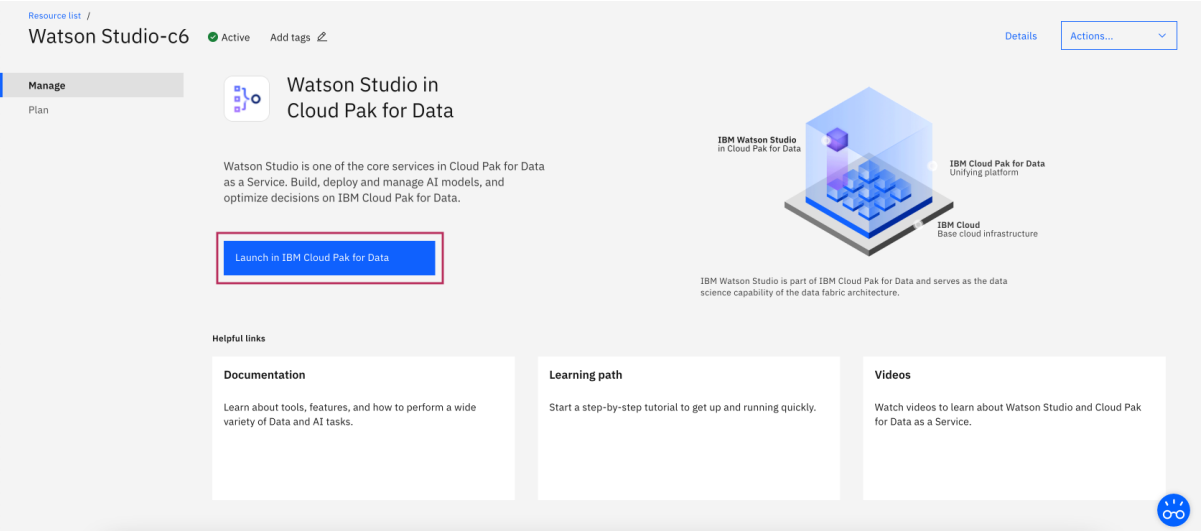 Resource list /
Watson Studio-c6
Active
Add tags
Details
Actions...
Manage
Plan
Watson Studio in
Cloud Pak for Data
Watson Studio is one of the core services in Cloud Pak for Data
as a Service. Build, deploy and manage AI models, and
optimize decisions on IBM Cloud Pak for Data.
Launch in IBM Cloud Pak for Data
IBM Watson Studio
in Cloud Pak for Data
IBM Cloud Pak for Data
Unifying platform
IBM Cloud
Base cloud infrastructure
IBM Watson Studio is part of IBM Cloud Pak for Data and serves as the data
science capability of the data fabric architecture.
Helpful links
Documentation
Learn about tools, features, and how to perform a wide
variety of Data and AI tasks.
Learning path
Start a step-by-step tutorial to get up and running quickly.
Videos
Watch videos to learn about Watson Studio and Cloud Pak
for Data as a Service.